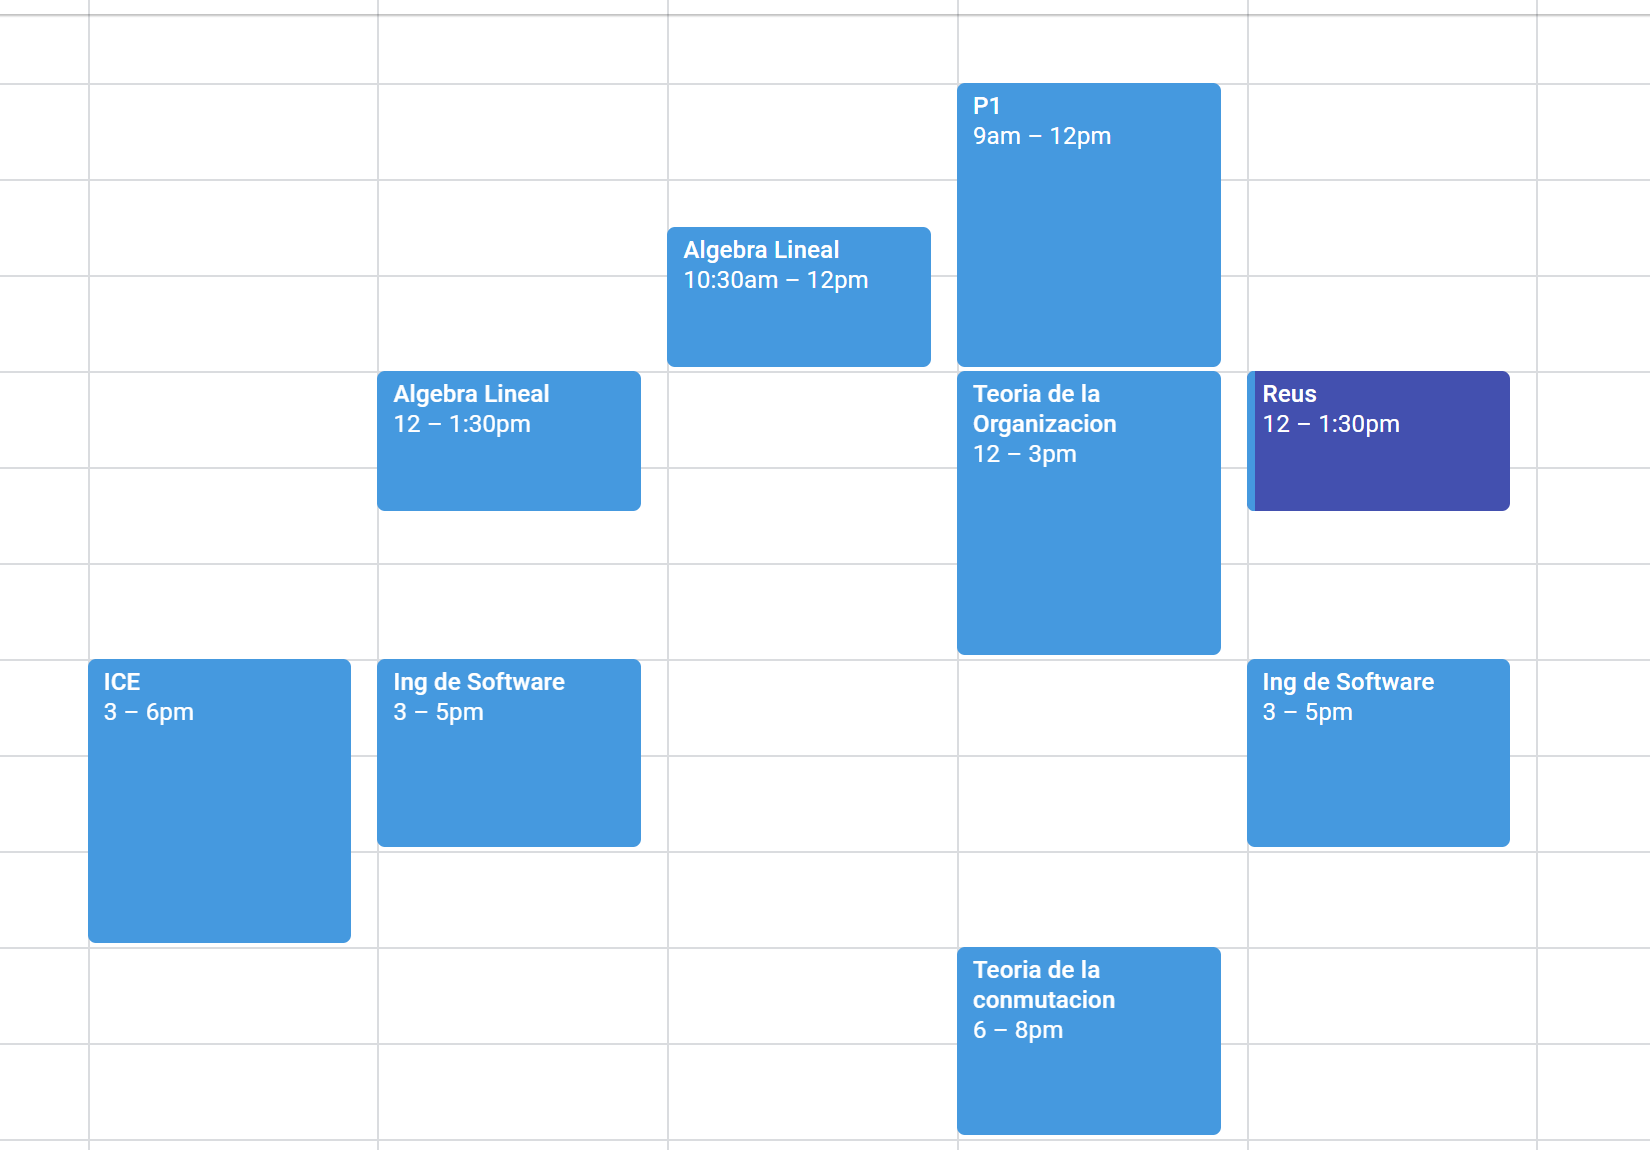 P1
9am – 12pm
Algebra Lineal
10:30am – 12pm
Algebra Lineal
12 – 1:30pm
Teoria de la
Organizacion
12 – 3pm
Reus
12 – 1:30pm
ICE
3 – 6pm
Ing de Software
3 – 5pm
Ing de Software
3 – 5pm
Teoria de la
conmutacion
6 – 8pm